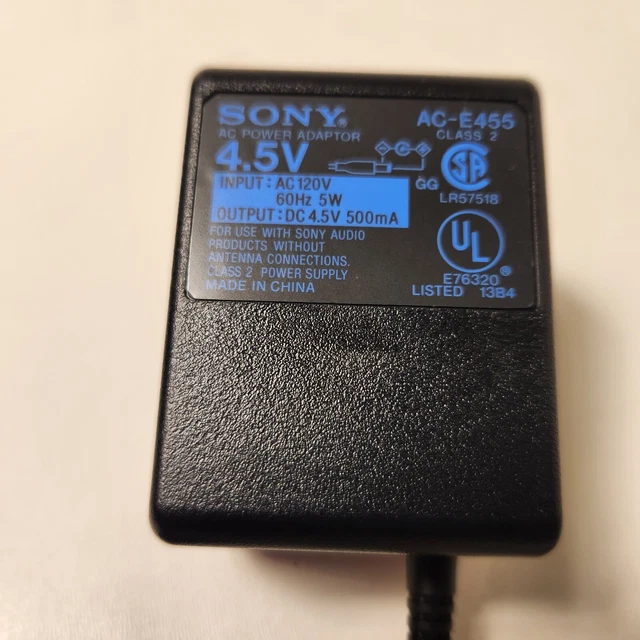 SONY®
AC POWER ADAPTOR
4.5V
INPUT: AC120V
60Hz 5W
OUTPUT: DC 4.5V 500mA
FOR USE WITH SONY AUDIO
PRODUCTS WITHOUT
ANTENNA CONNECTIONS.
CLASS 2 POWER SUPPLY
MADE IN CHINA
AC-E455
CLASS 2
GG
SA
LR57518
UL
®
E76320
LISTED 13B4